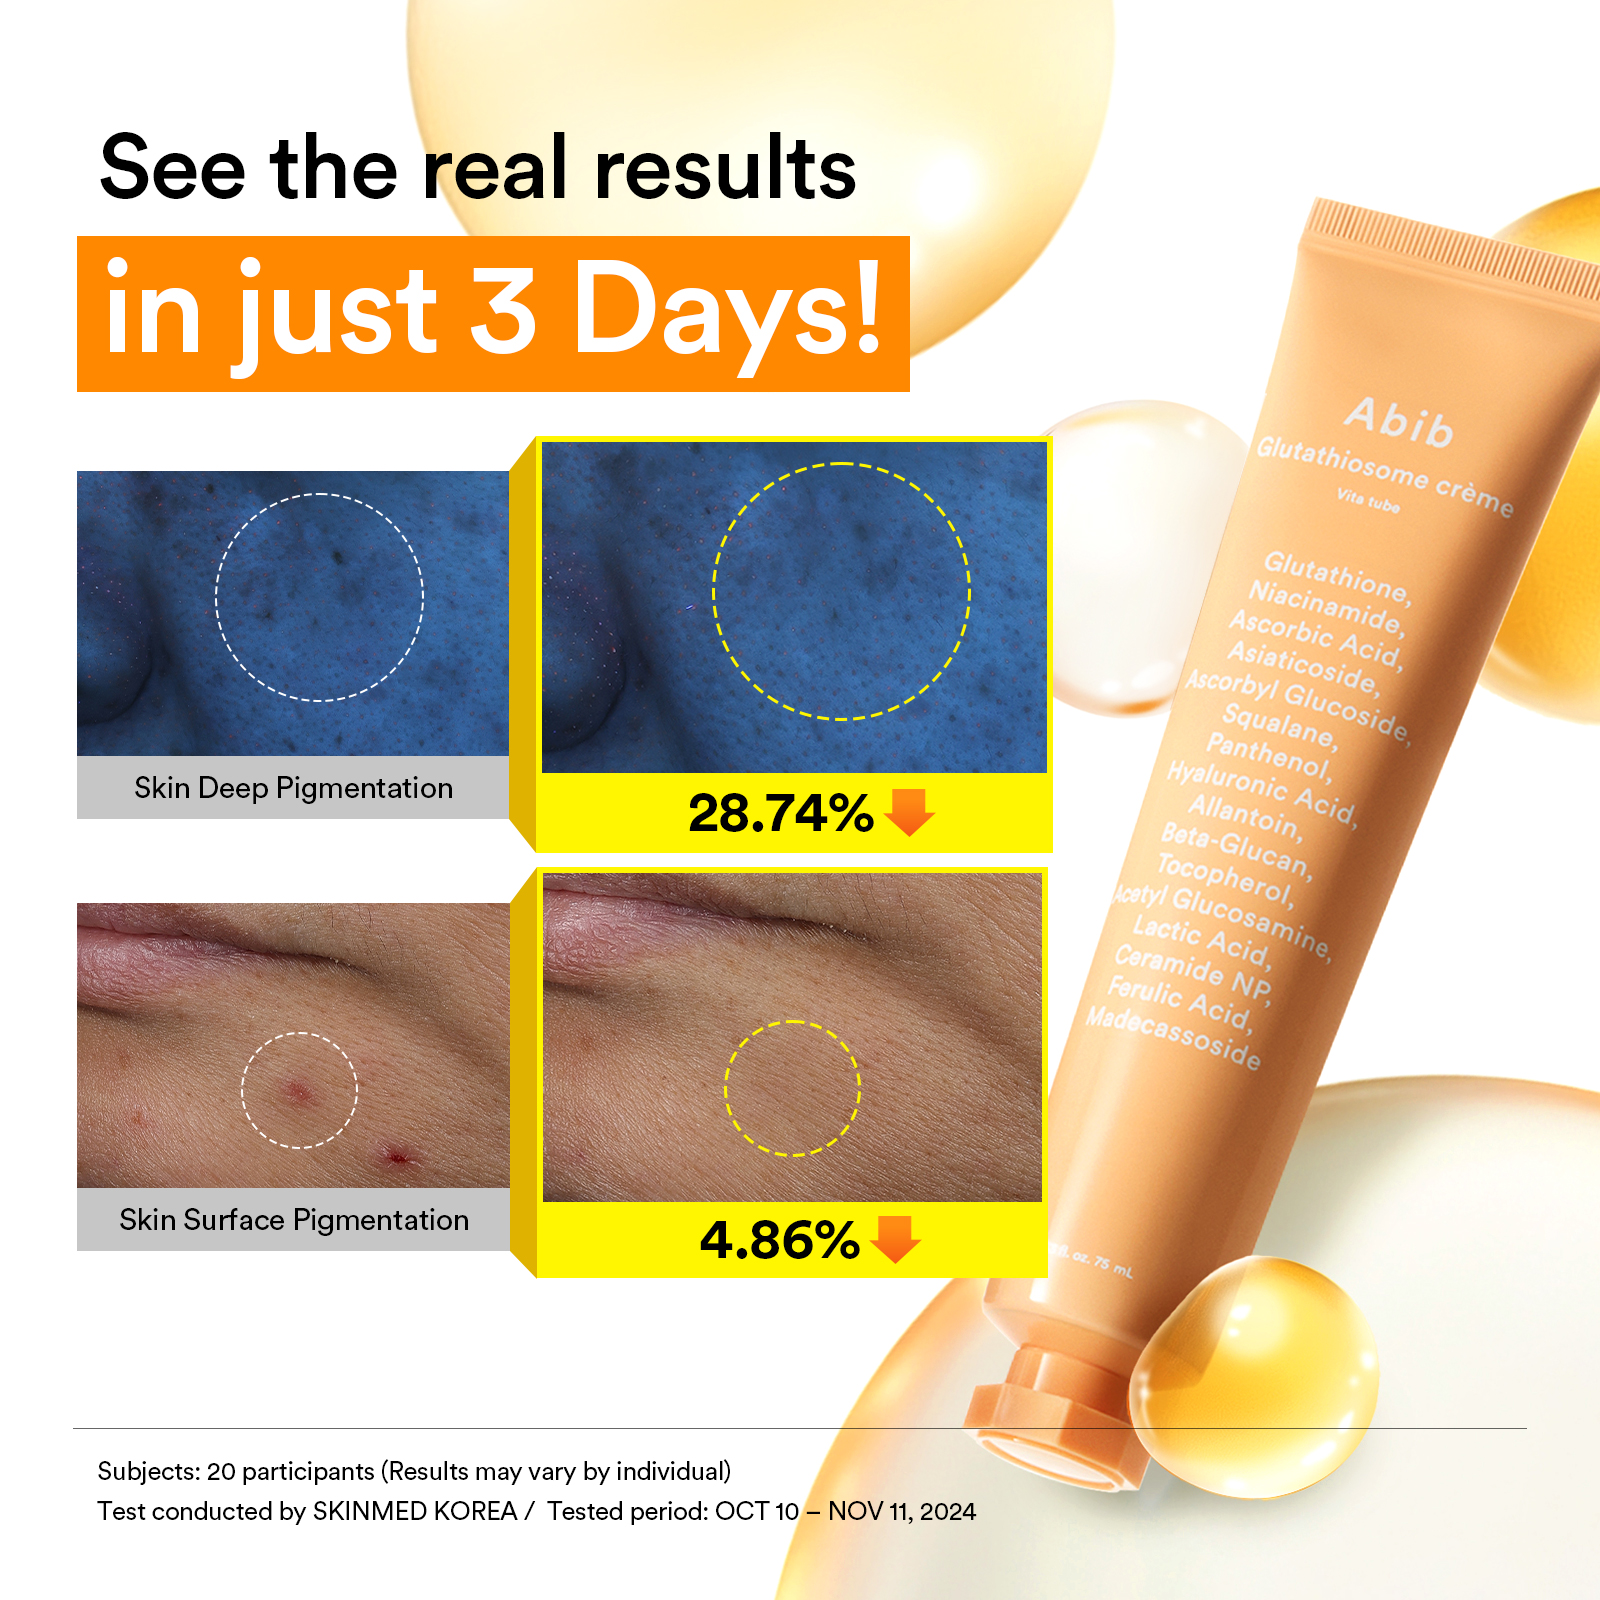 See the real results
in just 3 Days!
Skin Deep Pigmentation
28.74%
Skin Surface Pigmentation
4.86%
Abib
Glutathiosome crème
Vita tube
Glutathione,
Niacinamide,
Ascorbic Acid,
Asiaticoside,
Ascorbyl Glucoside,
Squalane,
Panthenol,
Hyaluronic Acid,
Allantoin,
Beta-Glucan,
Tocopherol,
Acetyl Glucosamine,
Lactic Acid,
Ceramide NP,
Ferulic Acid,
Madecassoside
fl. oz. 75 mL
Subjects: 20 participants (Results may vary by individual)
Test conducted by SKINMED KOREA / Tested period: OCT 10 – NOV 11, 2024